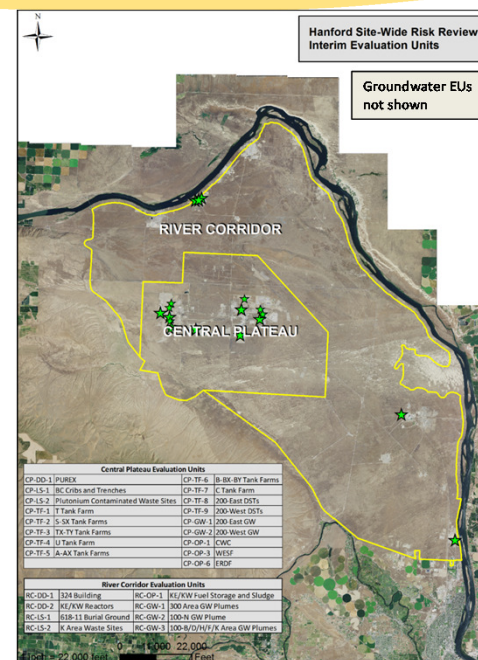 N
Hanford Site-Wide Risk Review
Interim Evaluation Units
Groundwater EUs
not shown
RIVER CORRIDOR
CENTRAL PLATEAU
Central Plateau Evaluation Units
CP-DD-1 PUREX CP-TF-6 B-BX-BY Tank Farms
CP-LS-1 BC Cribs and Trenches CP-TF-7 C Tank Farm
CP-LS-2 Plutonium Contaminated Waste Sites CP-TF-8 200-East DSTs
CP-TF-1 T Tank Farm CP-TF-9 200-West DSTs
CP-TF-2 S-SX Tank Farms CP-GW-1 200-East GW
CP-TF-3 TX-TY Tank Farms CP-GW-2 200-West GW
CP-TF-4 U Tank Farm CP-OP-1 CWC
CP-TF-5 A-AX Tank Farms CP-OP-3 WESF
CP-OP-6 ERDF
River Corridor Evaluation Units
RC-DD-1 324 Building RC-OP-1 KE/KW Fuel Storage and Sludge
RC-DD-2 KE/KW Reactors RC-GW-1 300 Area GW Plumes
RC-LS-1 618-11 Burial Ground RC-GW-2 100-N GW Plume
RC-LS-2 K Area Waste Sites RC-GW-3 100-B/D/H/F/K Area GW Plumes
0 11,000 22,000
1 inch = 22,000 feet Feet